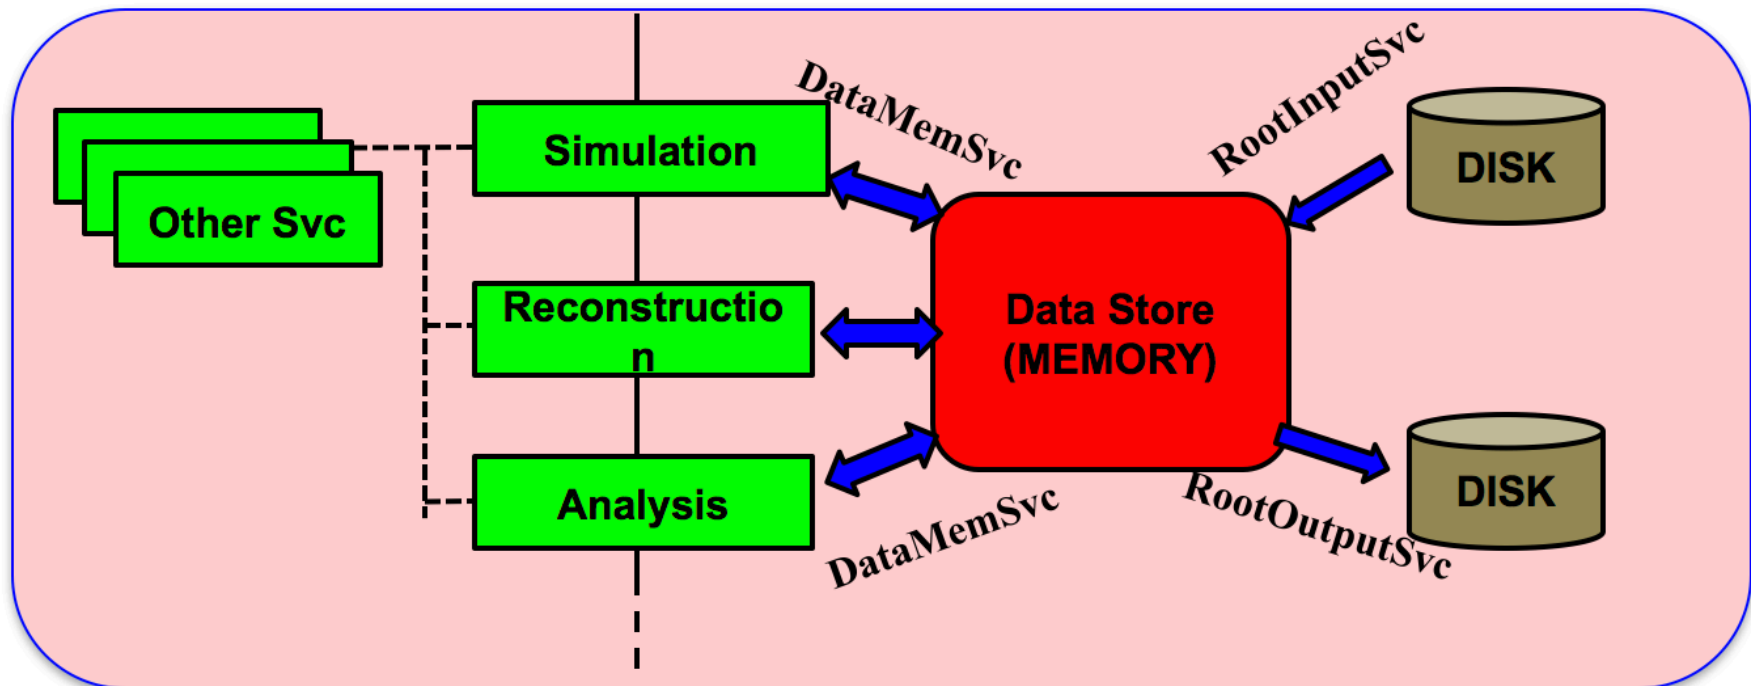 DataMemSvc
RootInputSvc
Simulation
DISK
Other Svc
Reconstructio
n
Data Store
(MEMORY)
Analysis
DataMemSvc
RootOutputSvc
DISK